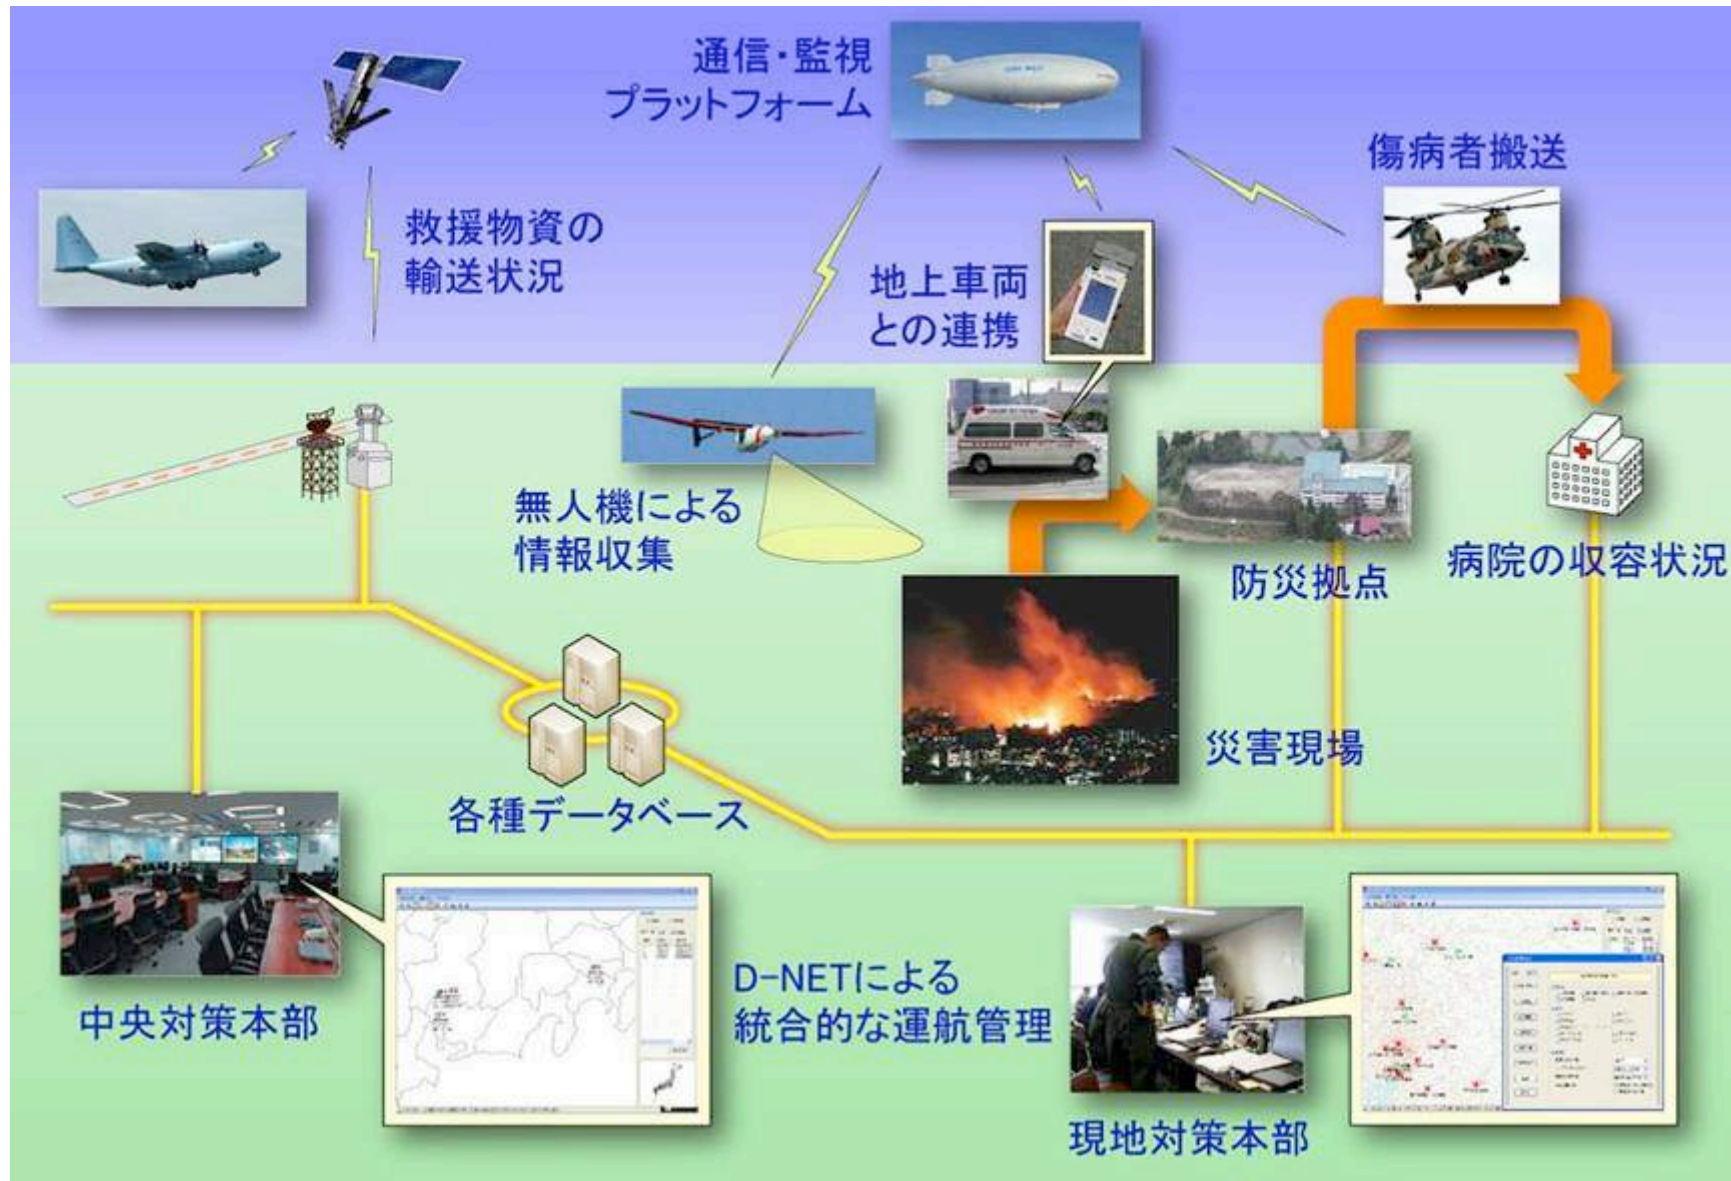 通信・監視
プラットフォーム
傷病者搬送
救援物資の
輸送状況
地上車両
との連携
無人機による
情報収集
防災拠点
病院の収容状況
災害現場
各種データベース
中央対策本部
D-NETによる
統合的な運航管理
現地対策本部